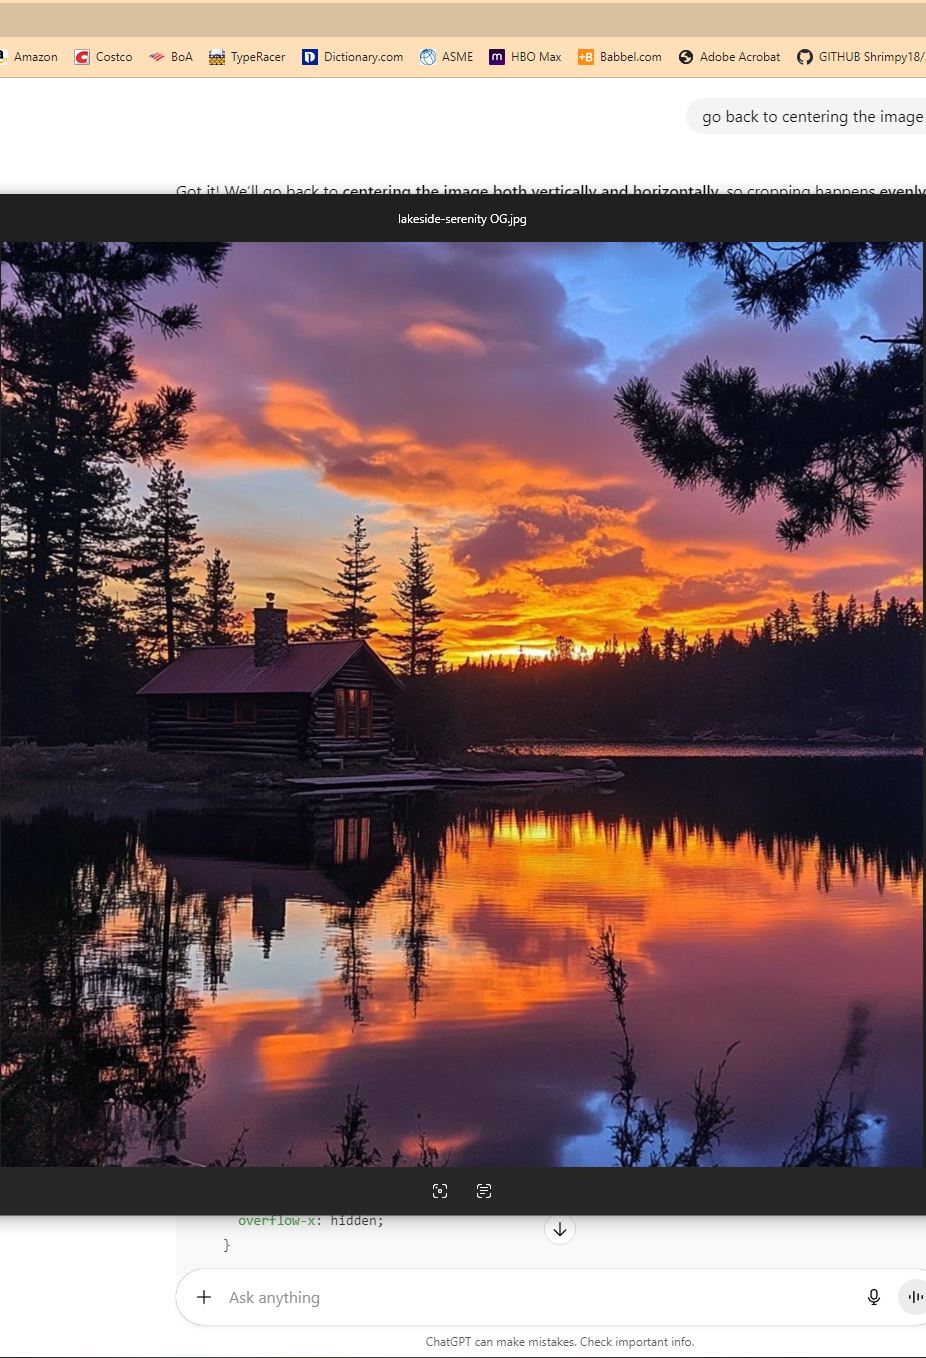 Amazon Costco BoA TypeRacer Dictionary.com ASME HBO Max Babbel.com Adobe Acrobat GITHUB Shrimpy18/
go back to centering the image
Got it! We'll go back to centering the image both vertically and horizontally, so cropping happens evenly
lakeside-serenity OG.jpg
overflow-x: hidden;
}
Ask anything
ChatGPT can make mistakes. Check important info.